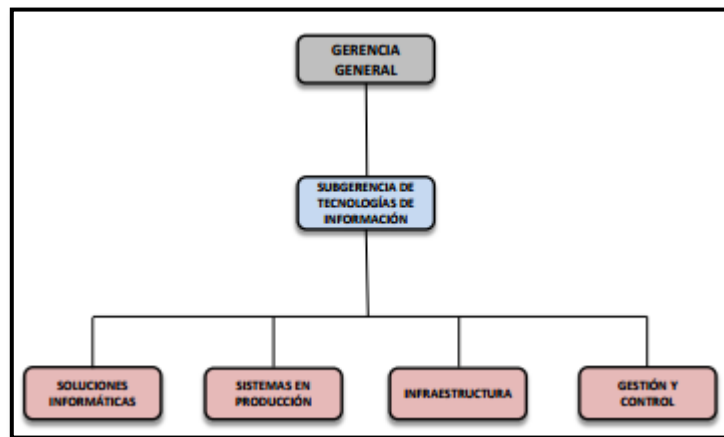 GERENCIA
GENERAL
SUBGERENCIA DE
TECNOLOGÍAS DE
INFORMACIÓN
SOLUCIONES
INFORMÁTICAS
SISTEMAS EN
PRODUCCIÓN
INFRAESTRUCTURA
GESTIÓN Y
CONTROL